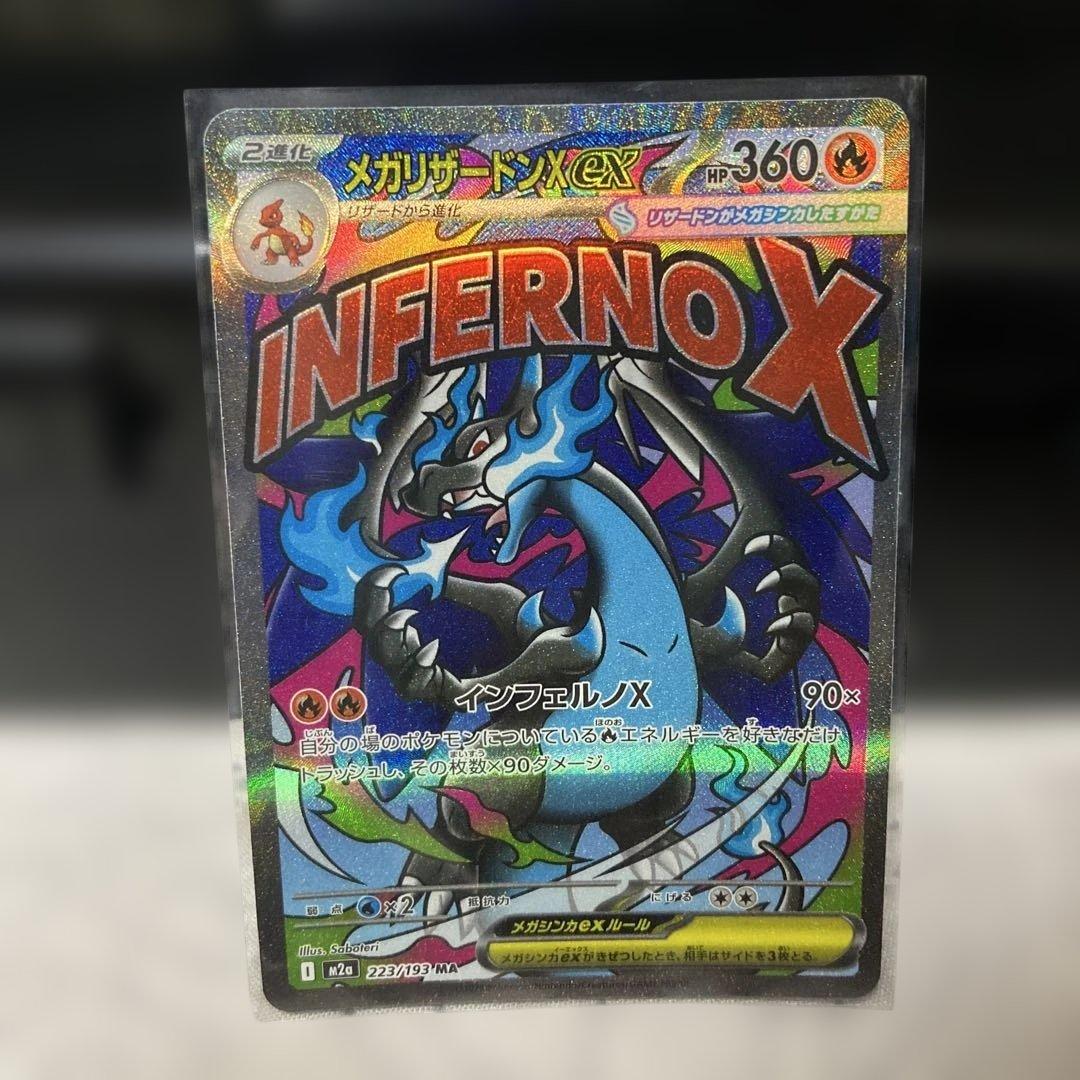 2進化
メガリザードンXex
HP360
リザードから進化
リザードンがメガシンカしたすがた
INFERNO X
インフェルノX 90×
自分の場のポケモンについているエネルギーを好きなだけ
トラッシュし、その枚数×90ダメージ。
弱点 ×2 抵抗力 にげる
メガシンカexルール
メガシンカexがきぜつしたとき、相手はサイドを3枚とる。
Illus. Saboteri
I m2a 223/193 MA